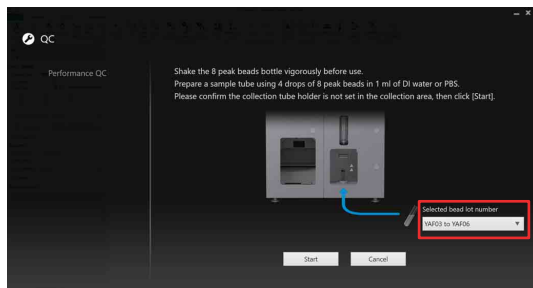 QC
Performance QC
Shake the 8 peak beads bottle vigorously before use.
Prepare a sample tube using 4 drops of 8 peak beads in 1 ml of DI water or PBS.
Please confirm the collection tube holder is not set in the collection area, then click [Start].
Selected bead lot number
YAF03 to YAF06
Start
Cancel